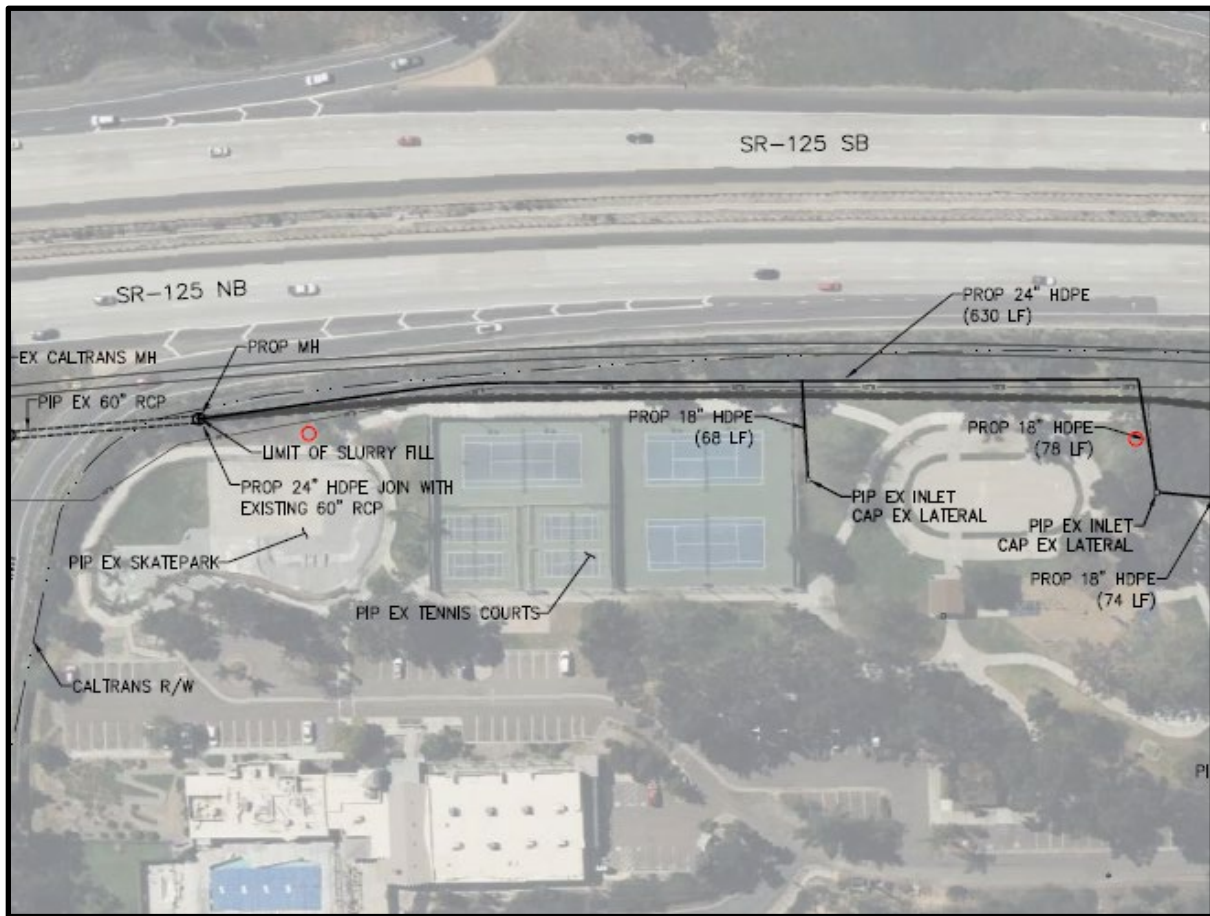 SR-125 SB
SR-125 NB
PROP 24" HDPE
(630 LF)
EX CALTRANS MH
PROP MH
PIP EX 60" RCP
PROP 18" HDPE
(68 LF)
PROP 18" HDPE
(78 LF)
LIMIT OF SLURRY FILL
PROP 24" HDPE JOIN WITH
EXISTING 60" RCP
PIP EX INLET
CAP EX LATERAL
PIP EX INLET
CAP EX LATERAL
PIP EX SKATEPARK
PROP 18" HDPE
(74 LF)
PIP EX TENNIS COURTS
CALTRANS R/W